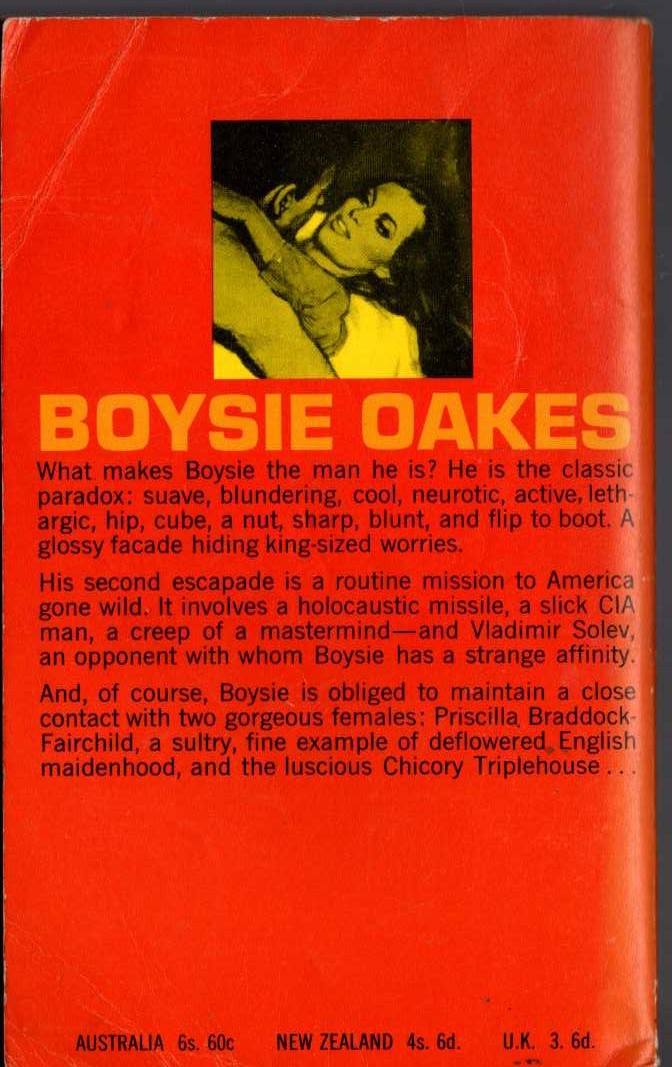 BOYSIE OAKES
What makes Boysie the man he is? He is the classic
paradox: suave, blundering, cool, neurotic, active, leth-
argic, hip, cube, a nut, sharp, blunt, and flip to boot. A
glossy facade hiding king-sized worries.
His second escapade is a routine mission to America
gone wild. It involves a holocaustic missile, a slick CIA
man, a creep of a mastermind—and Vladimir Solev,
an opponent with whom Boysie has a strange affinity.
And, of course, Boysie is obliged to maintain a close
contact with two gorgeous females: Priscilla Braddock-
Fairchild, a sultry, fine example of deflowered English
maidenhood, and the luscious Chicory Triplehouse . . .
AUSTRALIA 6s. 60c NEW ZEALAND 4s. 6d. U.K. 3. 6d.